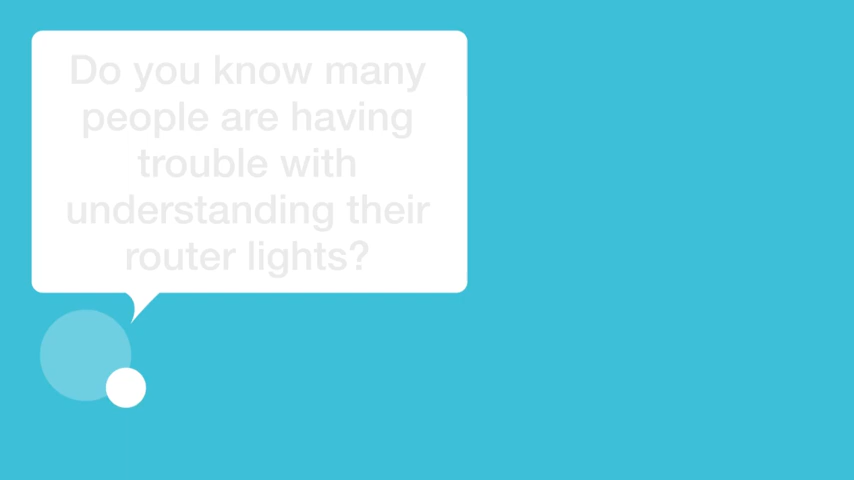 Do you know many
people are having
trouble with
understanding their
router lights?